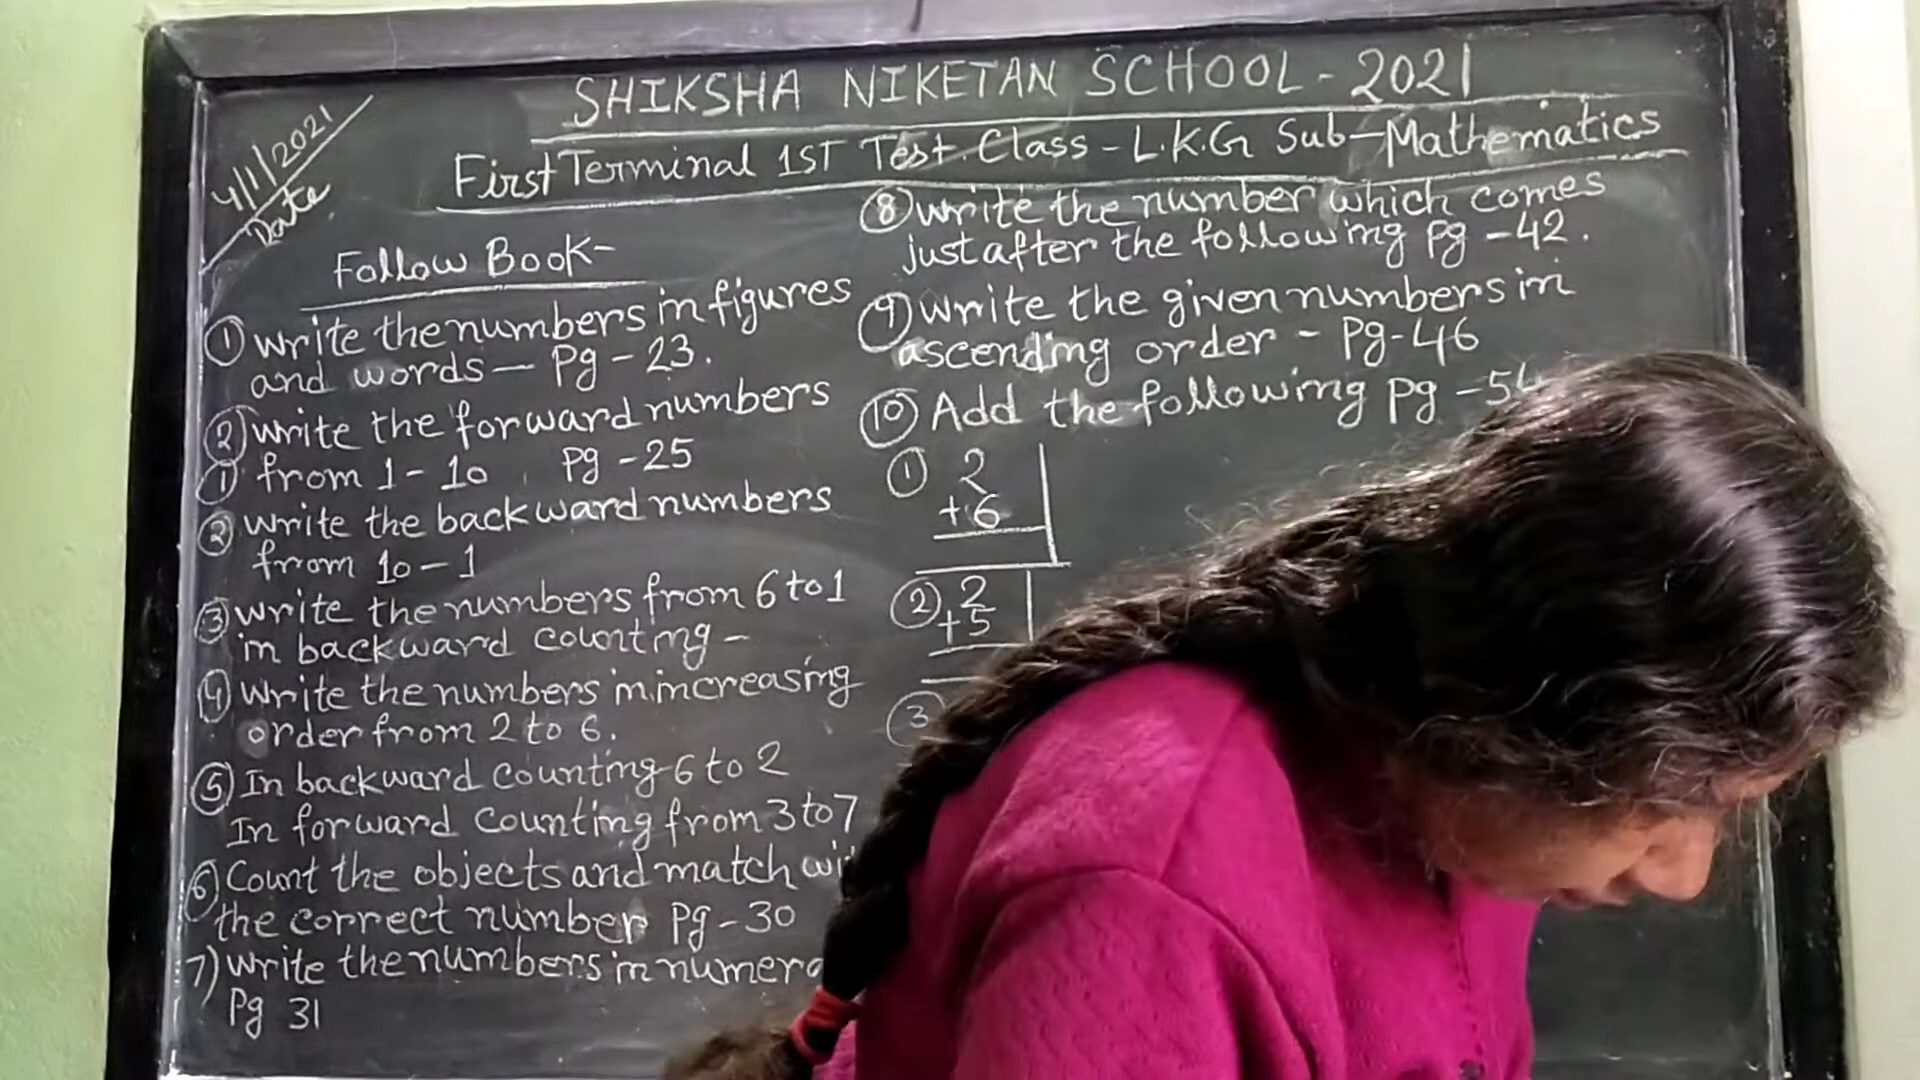 SHIKSHA NIKETAN SCHOOL - 2021
First Terminal 1ST Test. Class - L.K.G Sub - Mathematics
4/1/2021
Date
Follow Book -
① write the numbers in figures
and words - Pg - 23.
② write the forward numbers
① from 1 - 10 Pg - 25
② write the backward numbers
from 10 - 1
③ write the numbers from 6 to 1
in backward counting -
④ write the numbers in increasing
order from 2 to 6.
⑤ In backward counting 6 to 2
In forward counting from 3 to 7
⑥ Count the objects and match
the correct number Pg - 30
7) write the numbers in
Pg 31
⑧ write the number which comes
just after the following Pg - 42.
⑨ write the given numbers in
ascending order - Pg - 46
⑩ Add the following Pg -
① 2
+ 6
② 2
+ 5
③